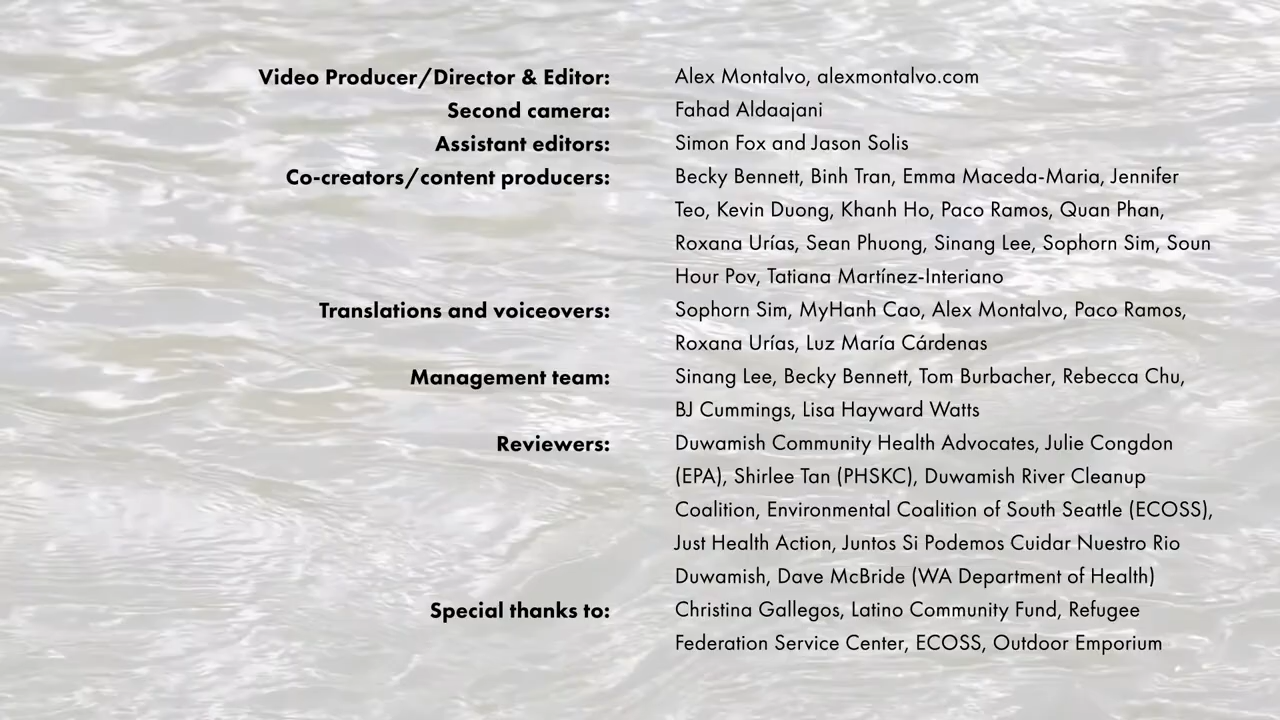 Video Producer/Director & Editor: Alex Montalvo, alexmontalvo.com
Second camera: Fahad Aldaajani
Assistant editors: Simon Fox and Jason Solis
Co-creators/content producers: Becky Bennett, Binh Tran, Emma Maceda-Maria, Jennifer
Teo, Kevin Duong, Khanh Ho, Paco Ramos, Quan Phan,
Roxana Urías, Sean Phuong, Sinang Lee, Sophorn Sim, Soun
Hour Pov, Tatiana Martínez-Interiano
Translations and voiceovers: Sophorn Sim, MyHanh Cao, Alex Montalvo, Paco Ramos,
Roxana Urías, Luz María Cárdenas
Management team: Sinang Lee, Becky Bennett, Tom Burbacher, Rebecca Chu,
BJ Cummings, Lisa Hayward Watts
Reviewers: Duwamish Community Health Advocates, Julie Congdon
(EPA), Shirlee Tan (PHSKC), Duwamish River Cleanup
Coalition, Environmental Coalition of South Seattle (ECOSS),
Just Health Action, Juntos Si Podemos Cuidar Nuestro Rio
Duwamish, Dave McBride (WA Department of Health)
Special thanks to: Christina Gallegos, Latino Community Fund, Refugee
Federation Service Center, ECOSS, Outdoor Emporium